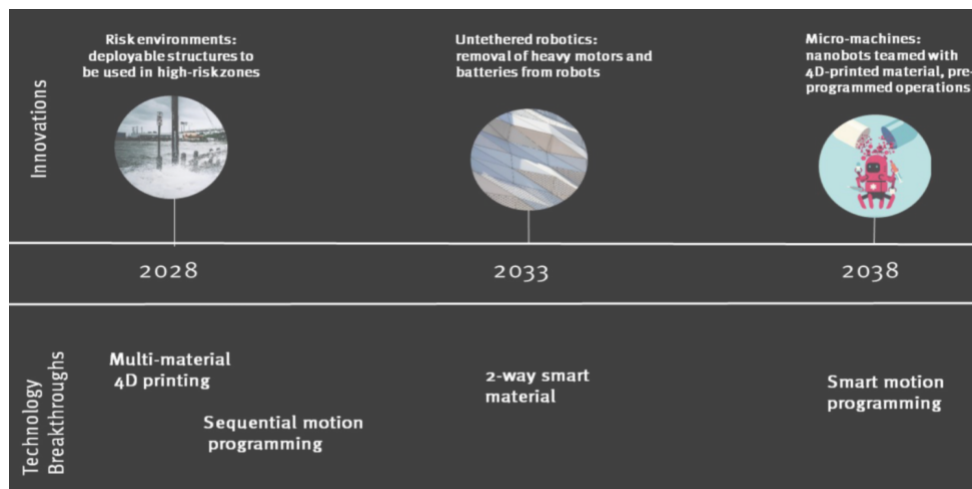 Innovations
Risk environments:
deployable structures to
be used in high-risk zones
Untethered robotics:
removal of heavy motors and
batteries from robots
Micro-machines:
nanobots teamed with
4D-printed material, pre-
programmed operations
2028
2033
2038
Technology
Breakthroughs
Multi-material
4D printing
Sequential motion
programming
2-way smart
material
Smart motion
programming